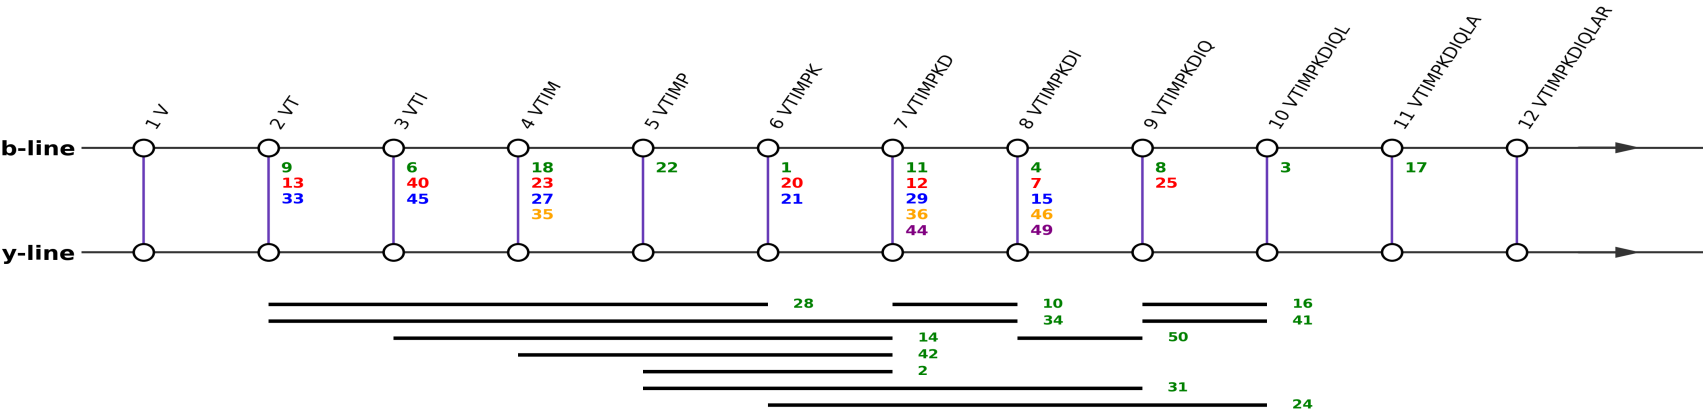 1 V
2 VT
3 VTI
4 VTIM
5 VTIMP
6 VTIMPK
7 VTIMPKD
8 VTIMPKDI
9 VTIMPKDIQ
10 VTIMPKDIQL
11 VTIMPKDIQLA
12 VTIMPKDIQLAR
b-line
9 6 18 22 1 11 4 8 3 17
13 40 23 20 12 7 25
33 45 27 21 29 15
35 36 46
44 49
y-line
28 10 16
34 41
14 50
42
2
31
24